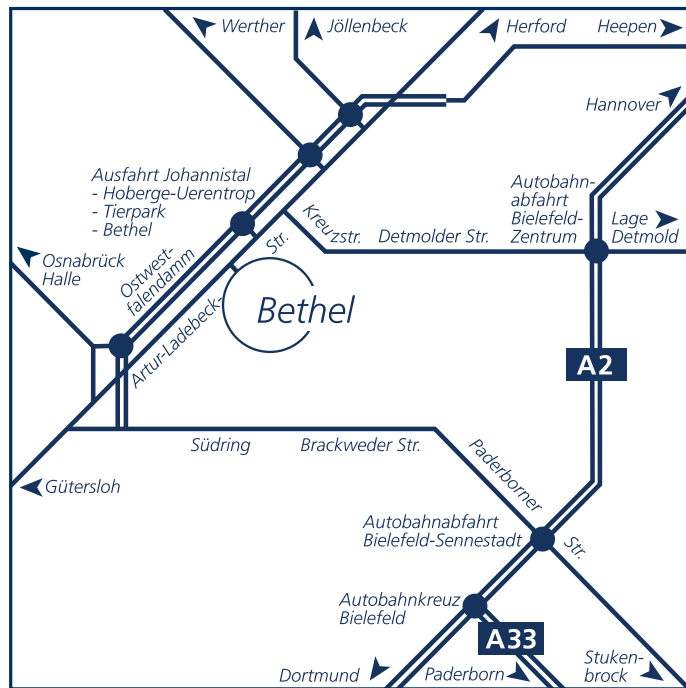 Werther
Jöllenbeck
Herford
Heepen
Hannover
Ausfahrt Johannistal
- Hoberge-Uerentrop
- Tierpark
- Bethel
Autobahn-
abfahrt
Bielefeld-
Zentrum
Lage
Detmold
Kreuzstr.
Detmolder Str.
Osnabrück
Halle
Ostwest-
falendamm
Artur-Ladebeck-
Str.
Bethel
A2
Südring
Brackweder Str.
Paderborner
Str.
Gütersloh
Autobahnabfahrt
Bielefeld-Sennestadt
Autobahnkreuz
Bielefeld
A33
Dortmund
Paderborn
Stuken-
brock